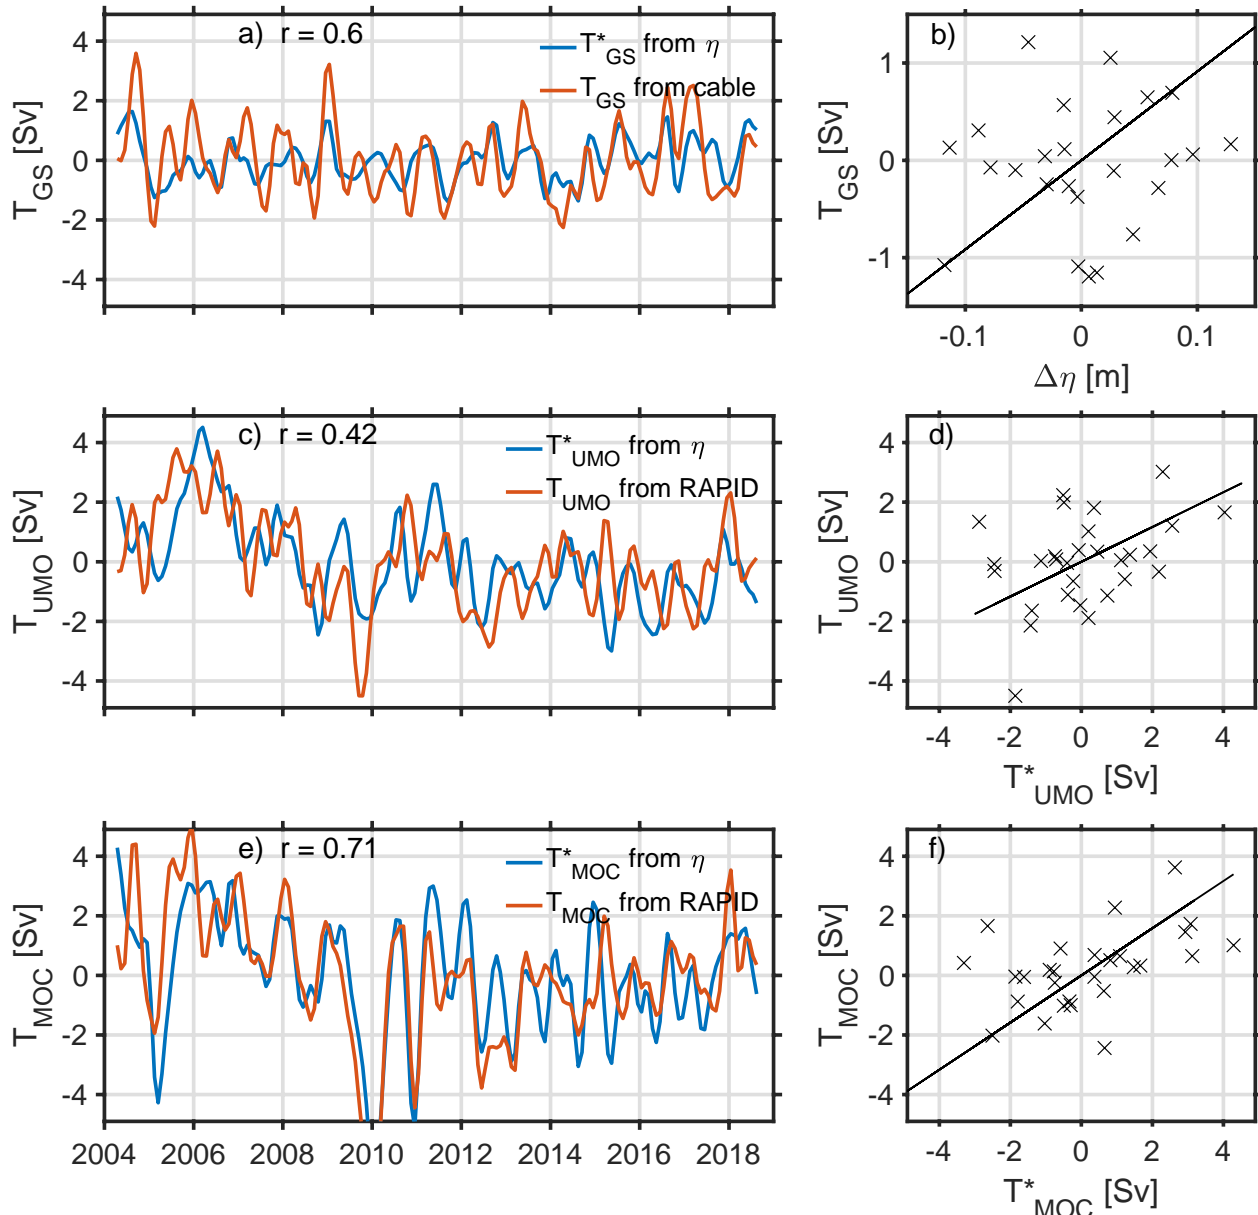 a) r = 0.6
T*GS from η
TGS from cable
TGS [Sv]
4
2
0
-2
-4
b)
TGS [Sv]
1
0
-1
-0.1
0
0.1
Δη [m]
c) r = 0.42
T*UMO from η
TUMO from RAPID
TUMO [Sv]
4
2
0
-2
-4
d)
TUMO [Sv]
4
2
0
-2
-4
-4
-2
0
2
4
T*UMO [Sv]
e) r = 0.71
T*MOC from η
TMOC from RAPID
TMOC [Sv]
4
2
0
-2
-4
2004
2006
2008
2010
2012
2014
2016
2018
f)
TMOC [Sv]
4
2
0
-2
-4
-4
-2
0
2
4
T*MOC [Sv]